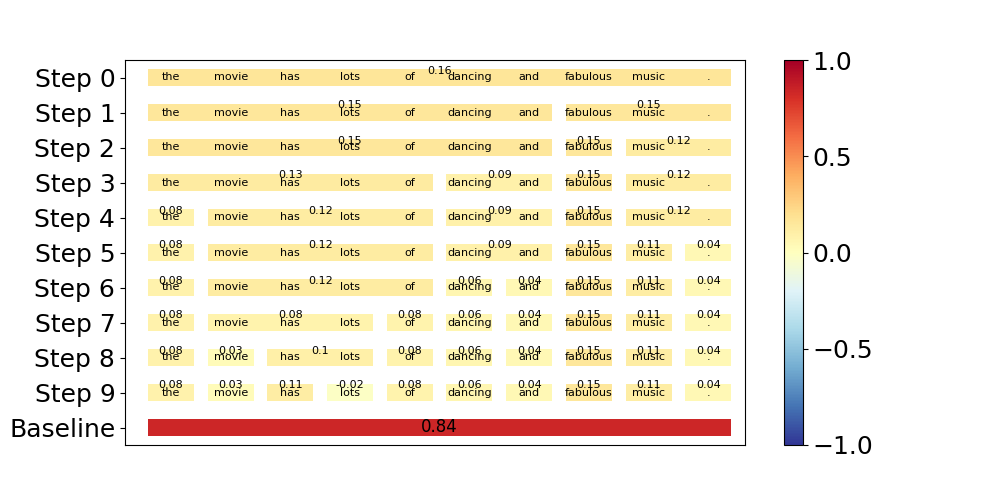 0.16
Step 0 the movie has lots of dancing and fabulous music .
0.15 0.15
Step 1 the movie has lots of dancing and fabulous music .
0.15 0.15 0.12
Step 2 the movie has lots of dancing and fabulous music .
0.13 0.09 0.15 0.12
Step 3 the movie has lots of dancing and fabulous music .
0.08 0.12 0.09 0.15 0.12
Step 4 the movie has lots of dancing and fabulous music .
0.08 0.12 0.09 0.15 0.11 0.04
Step 5 the movie has lots of dancing and fabulous music .
0.08 0.12 0.06 0.04 0.15 0.11 0.04
Step 6 the movie has lots of dancing and fabulous music .
0.08 0.08 0.08 0.06 0.04 0.15 0.11 0.04
Step 7 the movie has lots of dancing and fabulous music .
0.08 0.03 0.1 0.08 0.06 0.04 0.15 0.11 0.04
Step 8 the movie has lots of dancing and fabulous music .
0.08 0.03 0.11 -0.02 0.08 0.06 0.04 0.15 0.11 0.04
Step 9 the movie has lots of dancing and fabulous music .
Baseline 0.84
1.0
0.5
0.0
−0.5
−1.0